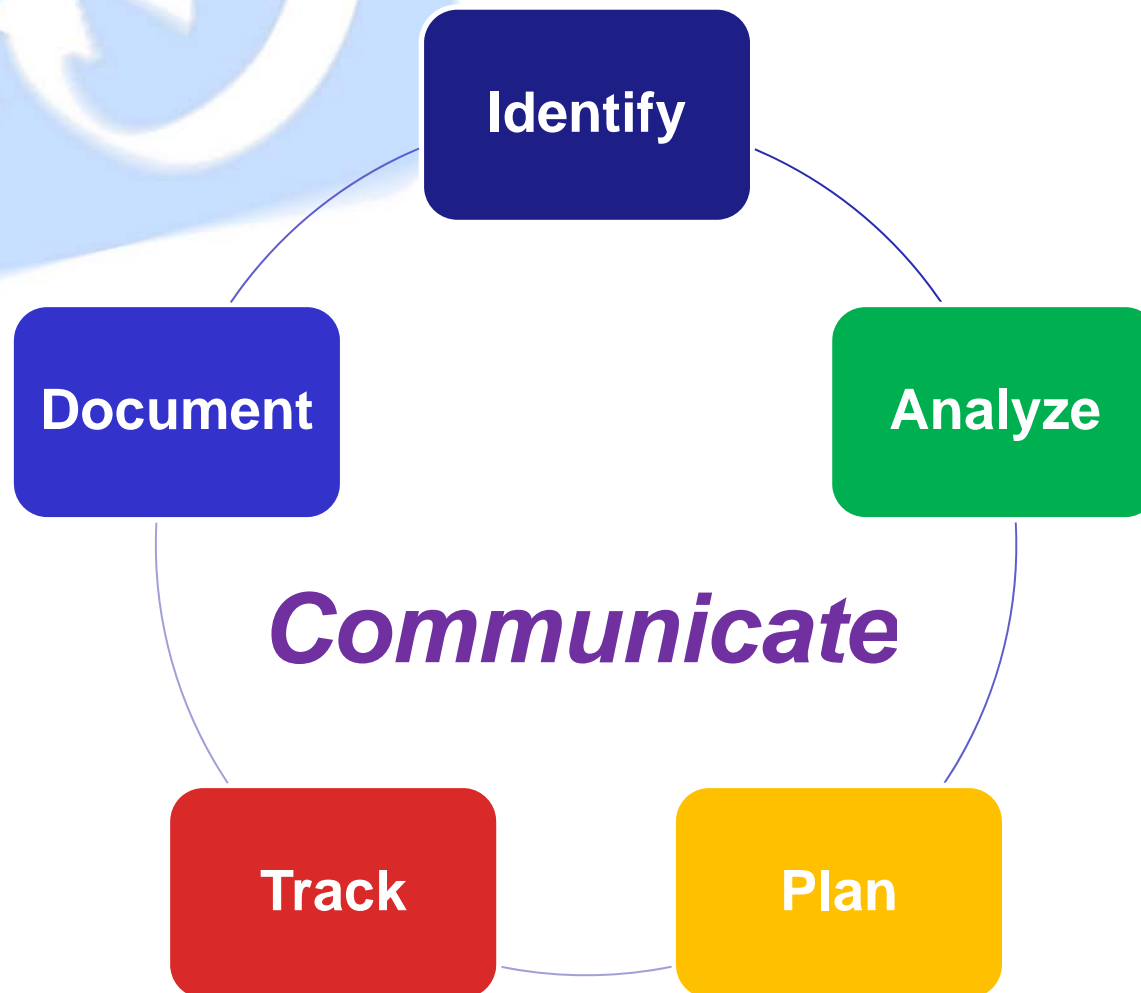 Identify
Analyze
Plan
Track
Document
Communicate